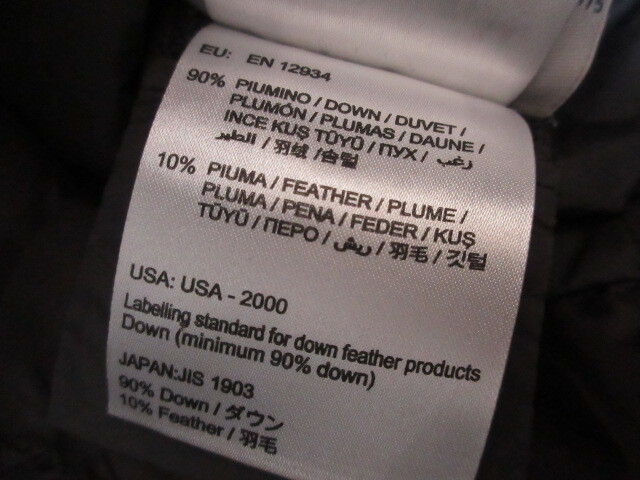 EU: EN 12934
90% PIUMINO / DOWN / DUVET /
PLUMÓN / PLUMAS / DAUNE /
INCE KUŞ TÜYÜ / ПУХ / زغب /
الطير / 羽绒 / 솜털
10% PIUMA / FEATHER / PLUME /
PLUMA / PENA / FEDER / KUŞ
TÜYÜ / ПЕРО / ريش / 羽毛 / 깃털
USA: USA - 2000
Labelling standard for down feather products
Down (minimum 90% down)
JAPAN:JIS 1903
90% Down / ダウン
10% Feather / 羽毛